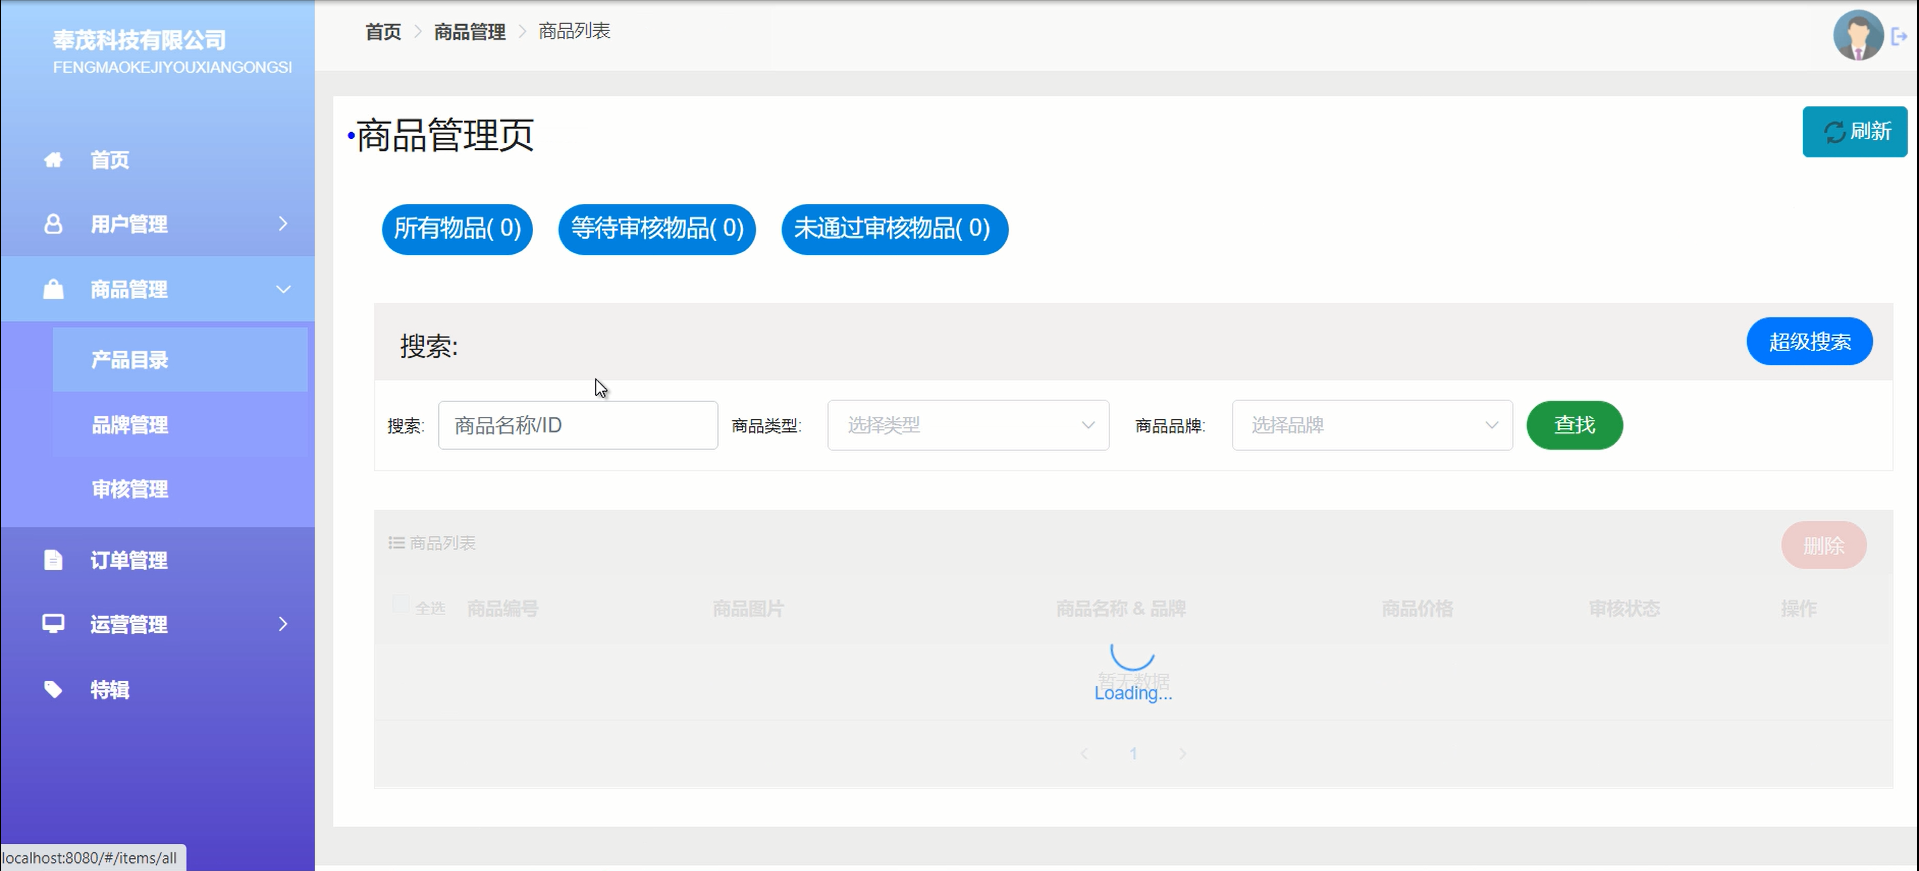 奉茂科技有限公司
FENGMAOKEJIYOUXIANGONGSI
首页
用户管理
商品管理
产品目录
品牌管理
审核管理
订单管理
运营管理
特辑
localhost:8080/#/items/all
首页 > 商品管理 > 商品列表
•商品管理页
刷新
所有物品( 0) 等待审核物品( 0) 未通过审核物品( 0)
搜索:
超级搜索
搜索: 商品名称/ID 商品类型: 选择类型 商品品牌: 选择品牌 查找
商品列表
删除
全选 商品编号 商品图片 商品名称 & 品牌 商品价格 审核状态 操作
暂无数据
Loading...
< 1 >